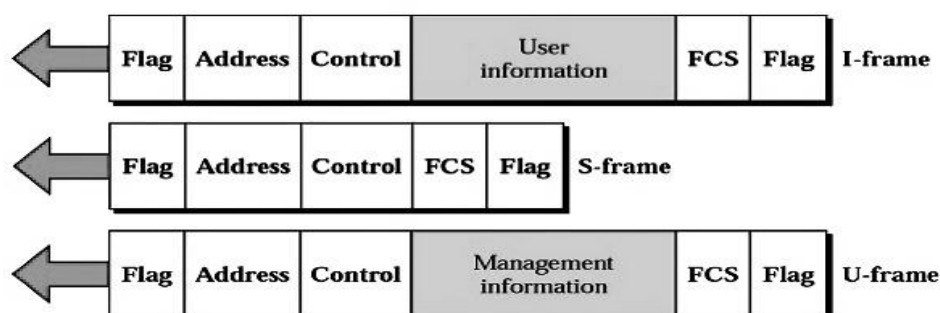 Flag Address Control User information FCS Flag I-frame
Flag Address Control FCS Flag S-frame
Flag Address Control Management information FCS Flag U-frame